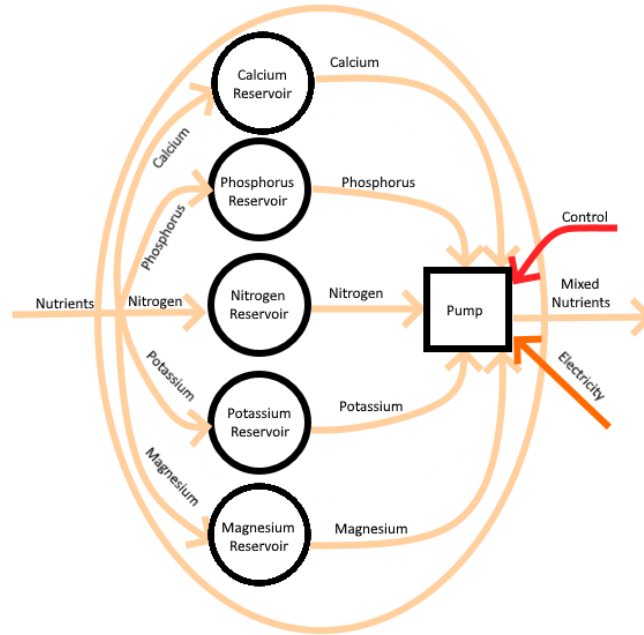 Calcium
Calcium
Reservoir
Calcium
Phosphorus
Reservoir
Phosphorus
Phosphorus
Control
Nutrients
Nitrogen
Nitrogen
Reservoir
Nitrogen
Pump
Mixed
Nutrients
Electricity
Potassium
Potassium
Reservoir
Potassium
Magnesium
Magnesium
Reservoir
Magnesium